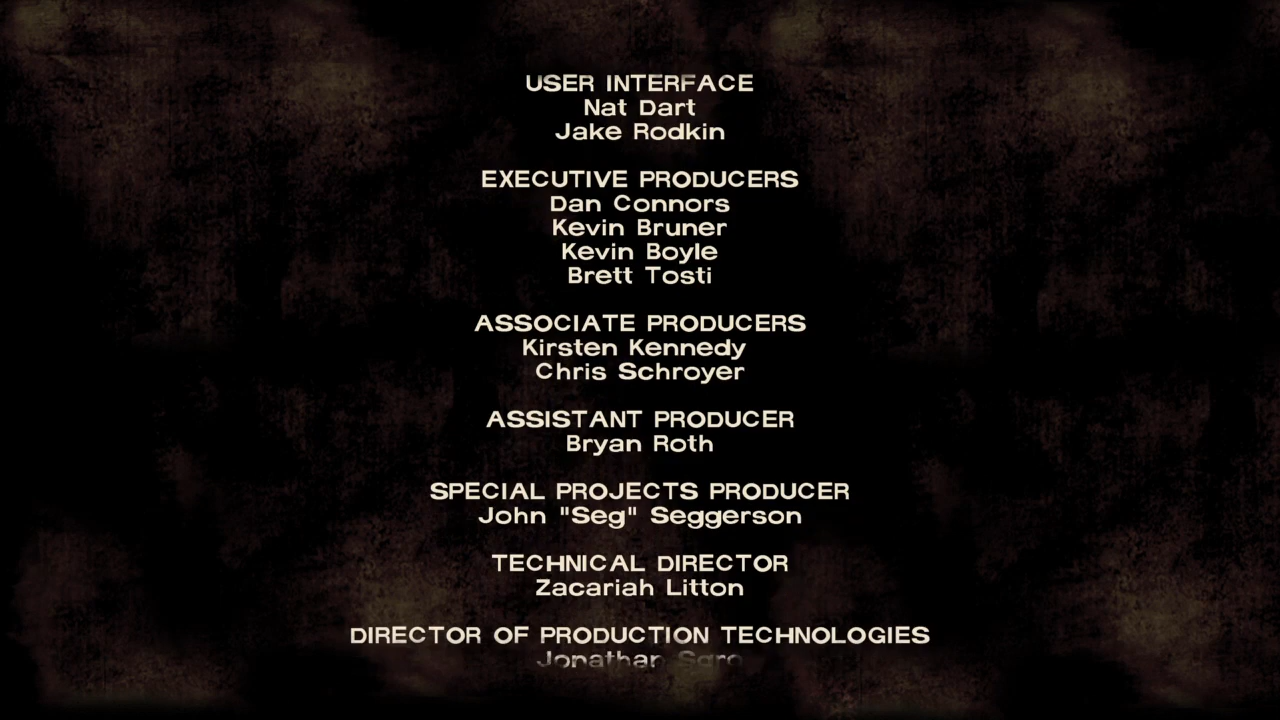 USER INTERFACE
Nat Dart
Jake Rodkin
EXECUTIVE PRODUCERS
Dan Connors
Kevin Bruner
Kevin Boyle
Brett Tosti
ASSOCIATE PRODUCERS
Kirsten Kennedy
Chris Schroyer
ASSISTANT PRODUCER
Bryan Roth
SPECIAL PROJECTS PRODUCER
John "Seg" Seggerson
TECHNICAL DIRECTOR
Zacariah Litton
DIRECTOR OF PRODUCTION TECHNOLOGIES
Jonathan Sgro